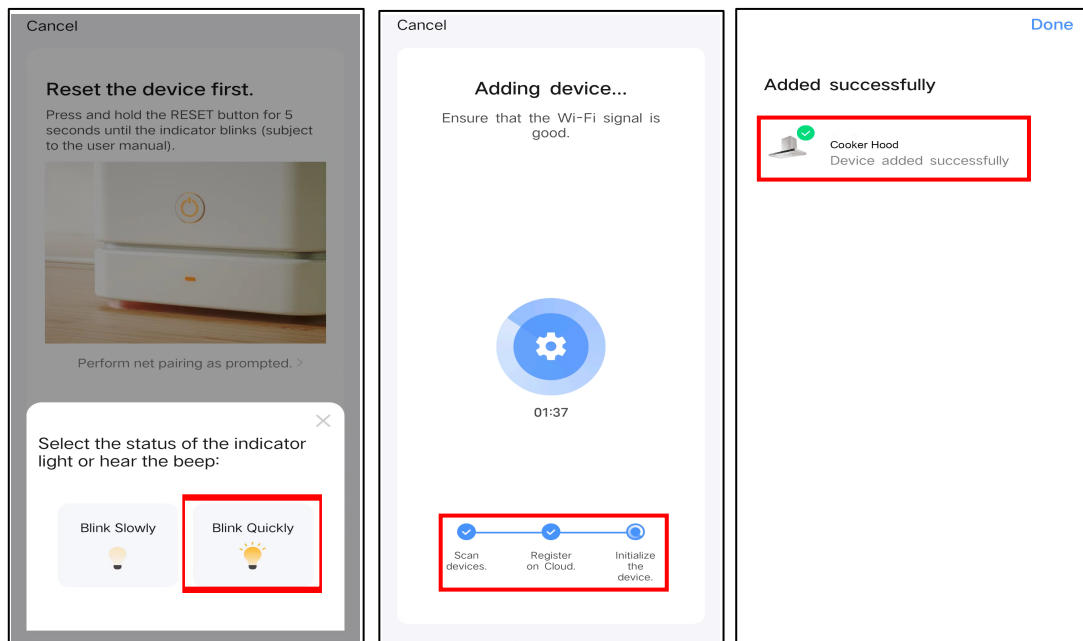 Cancel
Reset the device first.
Press and hold the RESET button for 5
seconds until the indicator blinks (subject
to the user manual).
Perform net pairing as prompted. >
Select the status of the indicator
light or hear the beep:
Blink Slowly
Blink Quickly
Cancel
Adding device...
Ensure that the Wi-Fi signal is
good.
01:37
Scan
devices.
Register
on Cloud.
Initialize
the
device.
Done
Added successfully
Cooker Hood
Device added successfully